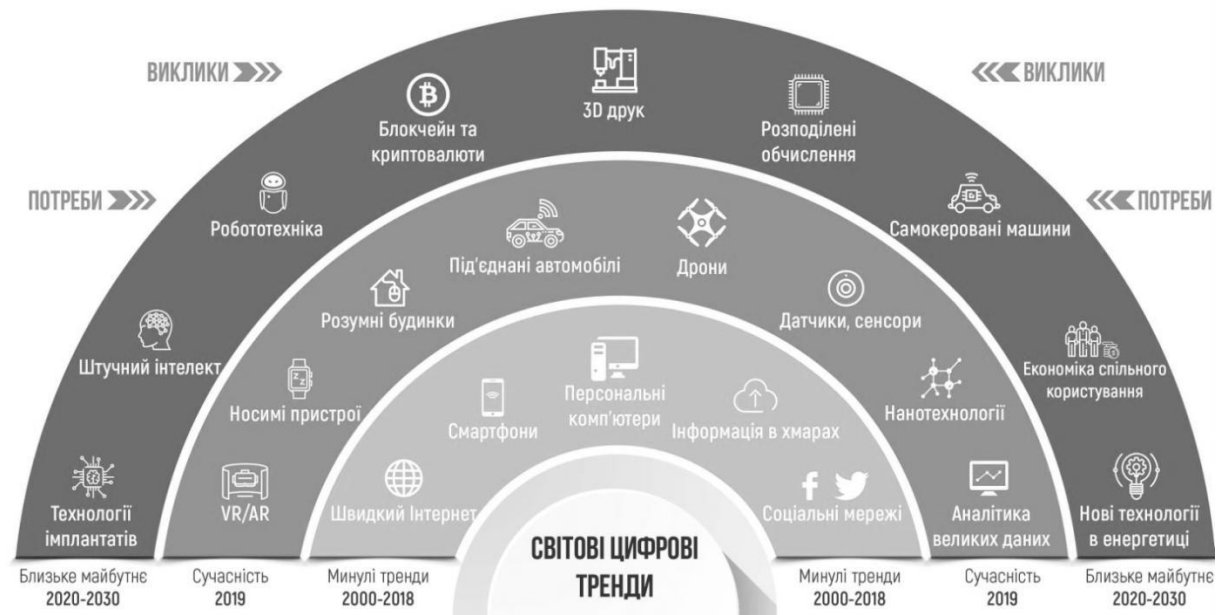 ВИКЛИКИ
ВИКЛИКИ
3D друк
Блокчейн та
криптовалюти
Розподілені
обчислення
ПОТРЕБИ
ПОТРЕБИ
Робототехніка
Самокеровані машини
Під'єднані автомобілі
Дрони
Розумні будинки
Датчики, сенсори
Штучний інтелект
Економіка спільного
користування
Носимі пристрої
Нанотехнології
Смартфони
Персональні
комп'ютери
Інформація в хмарах
Технології
імплантатів
VR/AR
Швидкий Інтернет
Соціальні мережі
Аналітика
великих даних
Нові технології
в енергетиці
СВІТОВІ ЦИФРОВІ
ТРЕНДИ
Близьке майбутнє
2020-2030
Сучасність
2019
Минулі тренди
2000-2018
Минулі тренди
2000-2018
Сучасність
2019
Близьке майбутнє
2020-2030